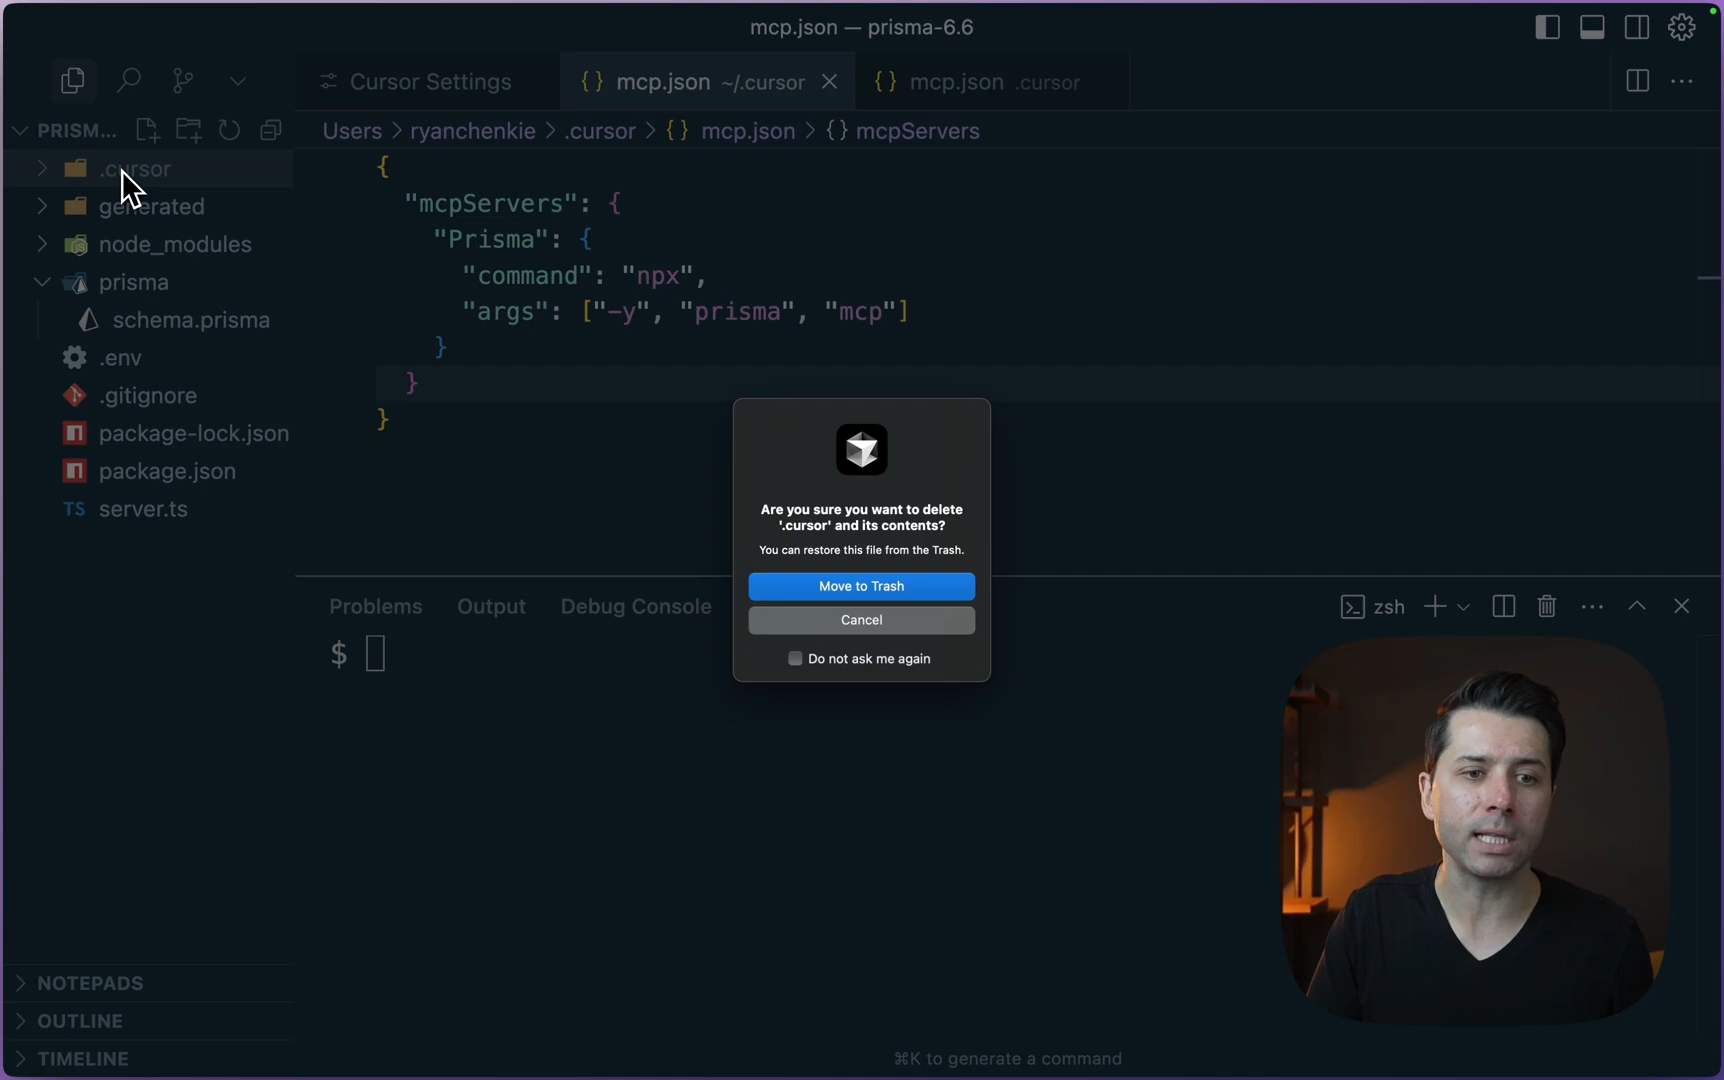 mcp.json — prisma-6.6
Cursor Settings
{} mcp.json ~/.cursor
{} mcp.json .cursor
PRISM...
Users > ryanchenkie > .cursor > {} mcp.json > {} mcpServers
.cursor
generated
node_modules
prisma
schema.prisma
.env
.gitignore
package-lock.json
package.json
TS server.ts
{
"mcpServers": {
"Prisma": {
"command": "npx",
"args": ["-y", "prisma", "mcp"]
}
}
}
Are you sure you want to delete
'.cursor' and its contents?
You can restore this file from the Trash.
Move to Trash
Cancel
Do not ask me again
Problems Output Debug Console
zsh
$
NOTEPADS
OUTLINE
TIMELINE
⌘K to generate a command